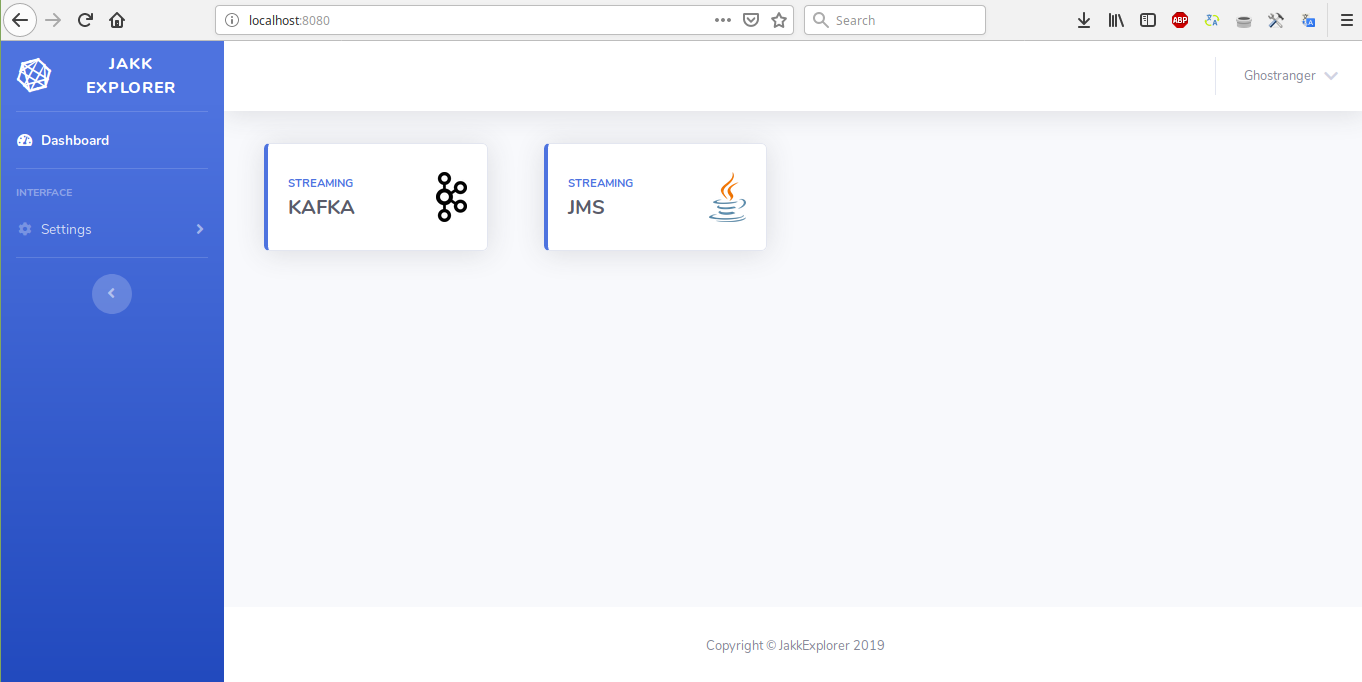 localhost:8080
Search
ABP
JAKK
EXPLORER
Ghostranger
Dashboard
INTERFACE
Settings
STREAMING
KAFKA
STREAMING
JMS
Copyright © JakkExplorer 2019